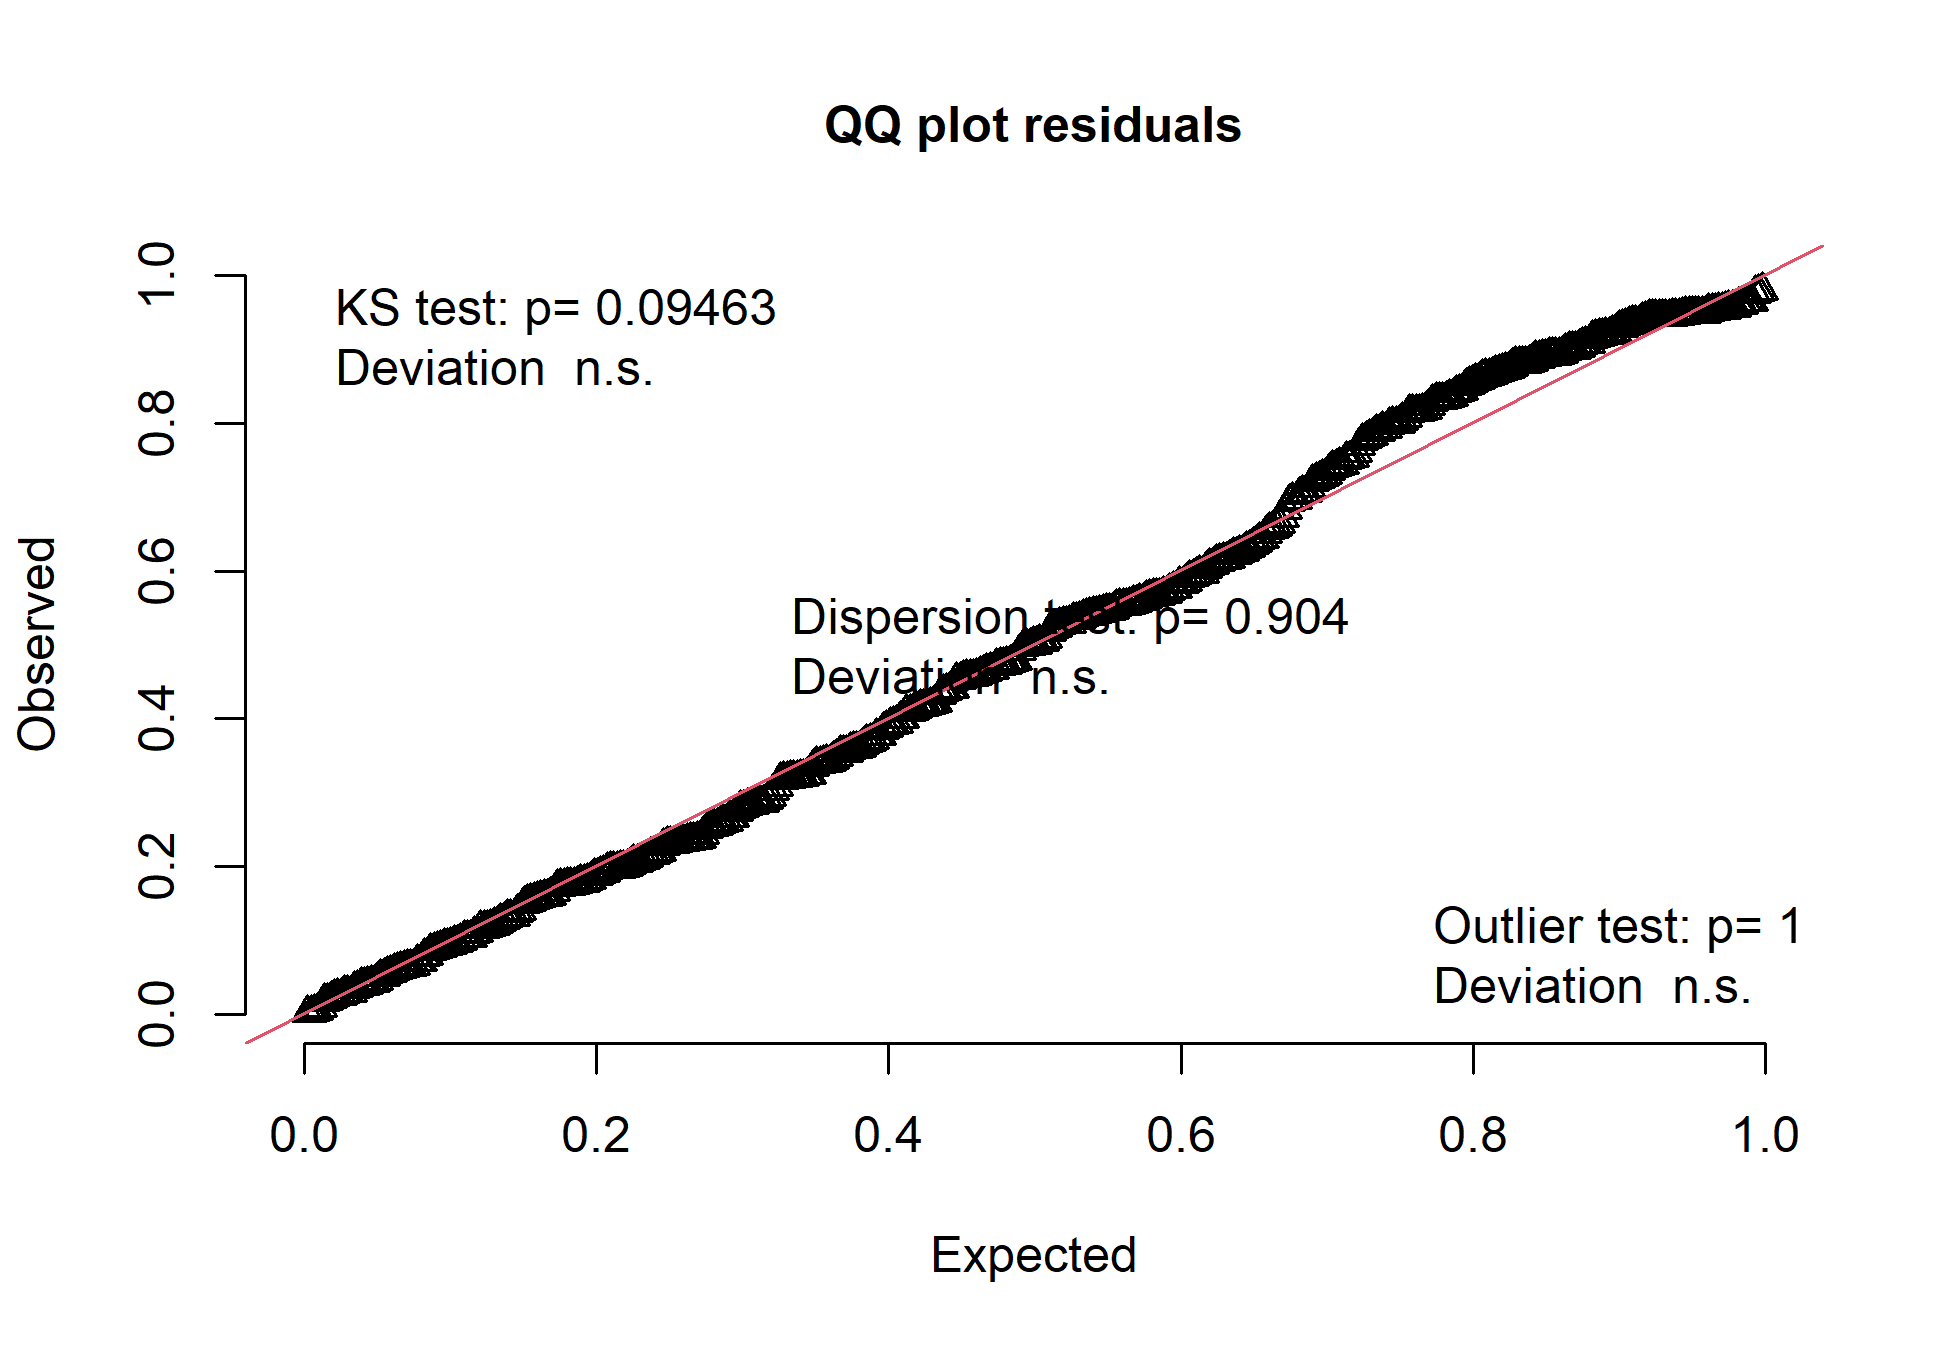 QQ plot residuals
KS test: p= 0.09463
Deviation  n.s.
Dispersion test: p= 0.904
Deviation  n.s.
Outlier test: p= 1
Deviation  n.s.
Observed
0.0
0.2
0.4
0.6
0.8
1.0
0.0 0.2 0.4 0.6 0.8 1.0
Expected